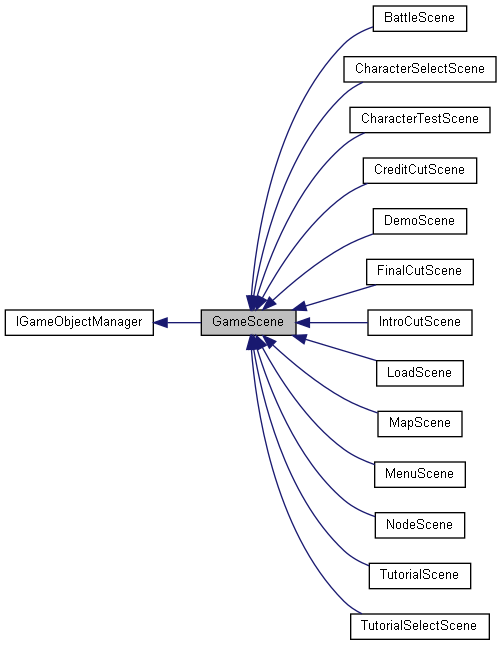 BattleScene
CharacterSelectScene
CharacterTestScene
CreditCutScene
DemoScene
FinalCutScene
IGameObjectManager
GameScene
IntroCutScene
LoadScene
MapScene
MenuScene
NodeScene
TutorialScene
TutorialSelectScene